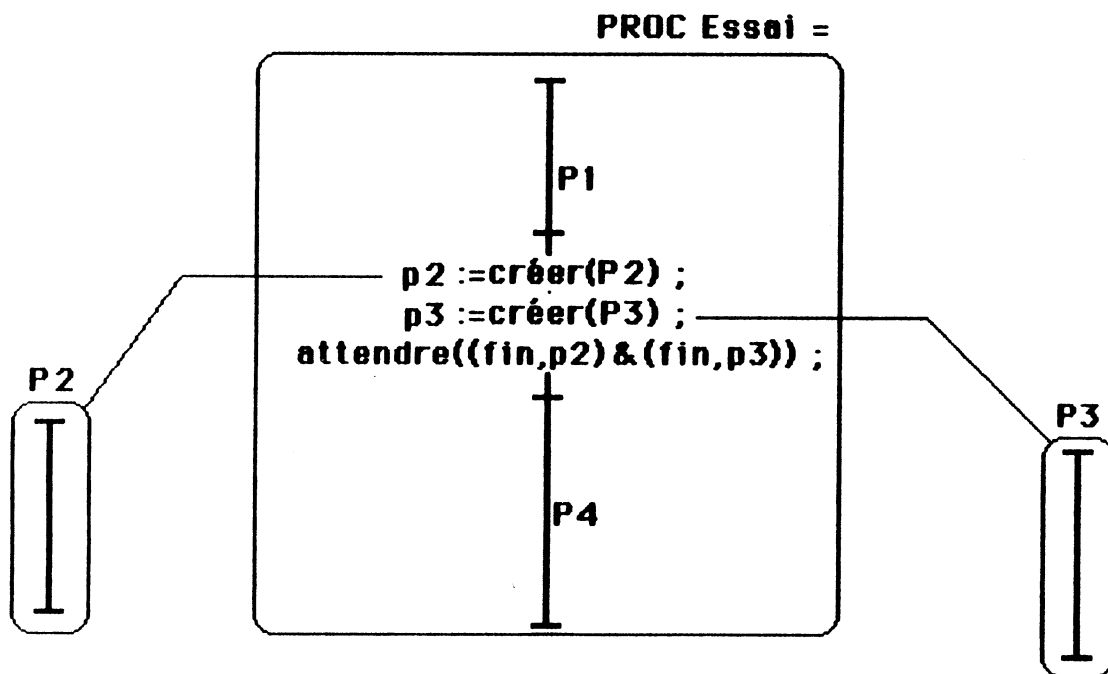 PROC Essai =
P1
p2 :=créer(P2) ;
p3 :=créer(P3) ;
attendre((fin,p2)&(fin,p3)) ;
P2
P3
P4